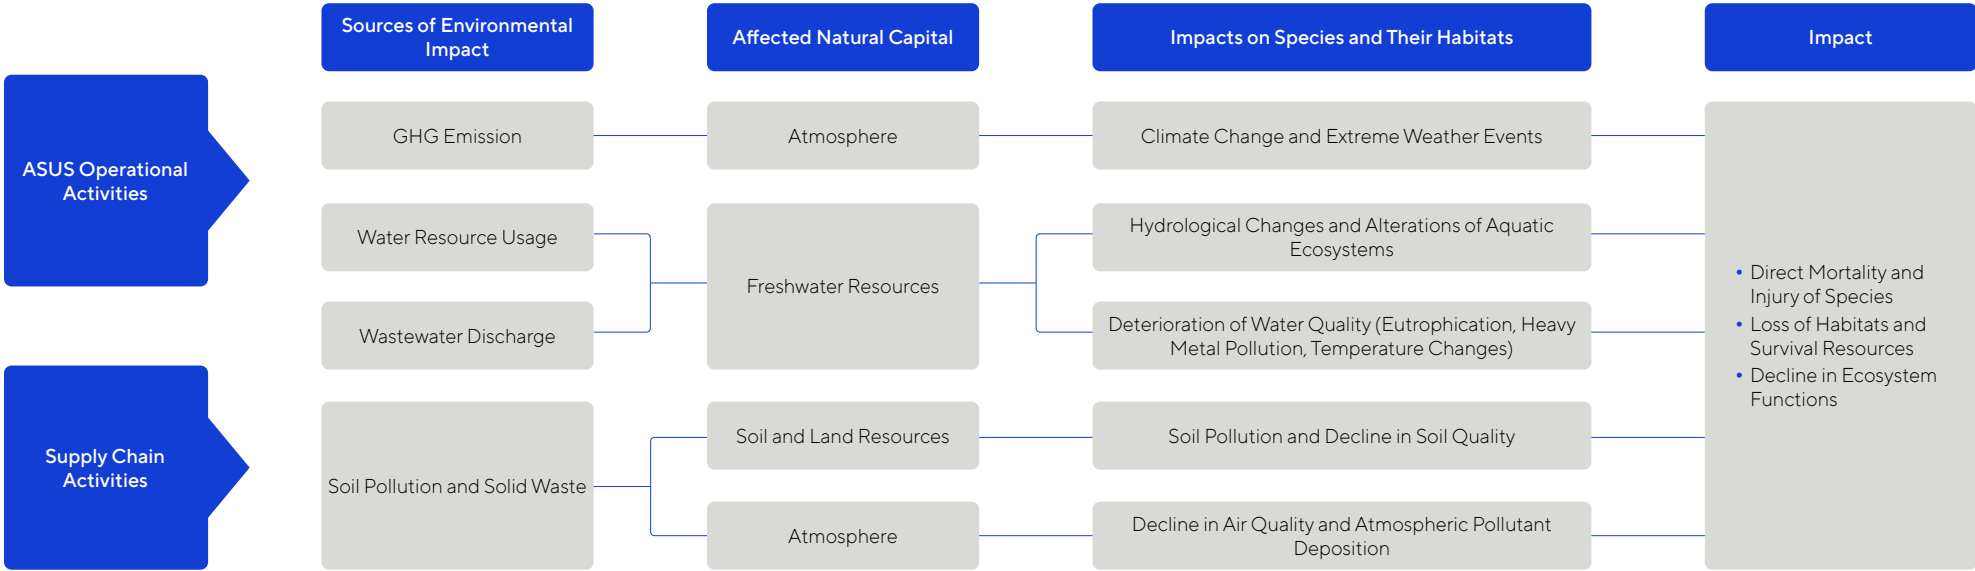 Sources of Environmental
Impact
Affected Natural Capital
Impacts on Species and Their Habitats
Impact
ASUS Operational
Activities
GHG Emission
Atmosphere
Climate Change and Extreme Weather Events
Water Resource Usage
Wastewater Discharge
Freshwater Resources
Hydrological Changes and Alterations of Aquatic
Ecosystems
Deterioration of Water Quality (Eutrophication, Heavy
Metal Pollution, Temperature Changes)
Supply Chain
Activities
Soil Pollution and Solid Waste
Soil and Land Resources
Soil Pollution and Decline in Soil Quality
Atmosphere
Decline in Air Quality and Atmospheric Pollutant
Deposition
• Direct Mortality and
Injury of Species
• Loss of Habitats and
Survival Resources
• Decline in Ecosystem
Functions